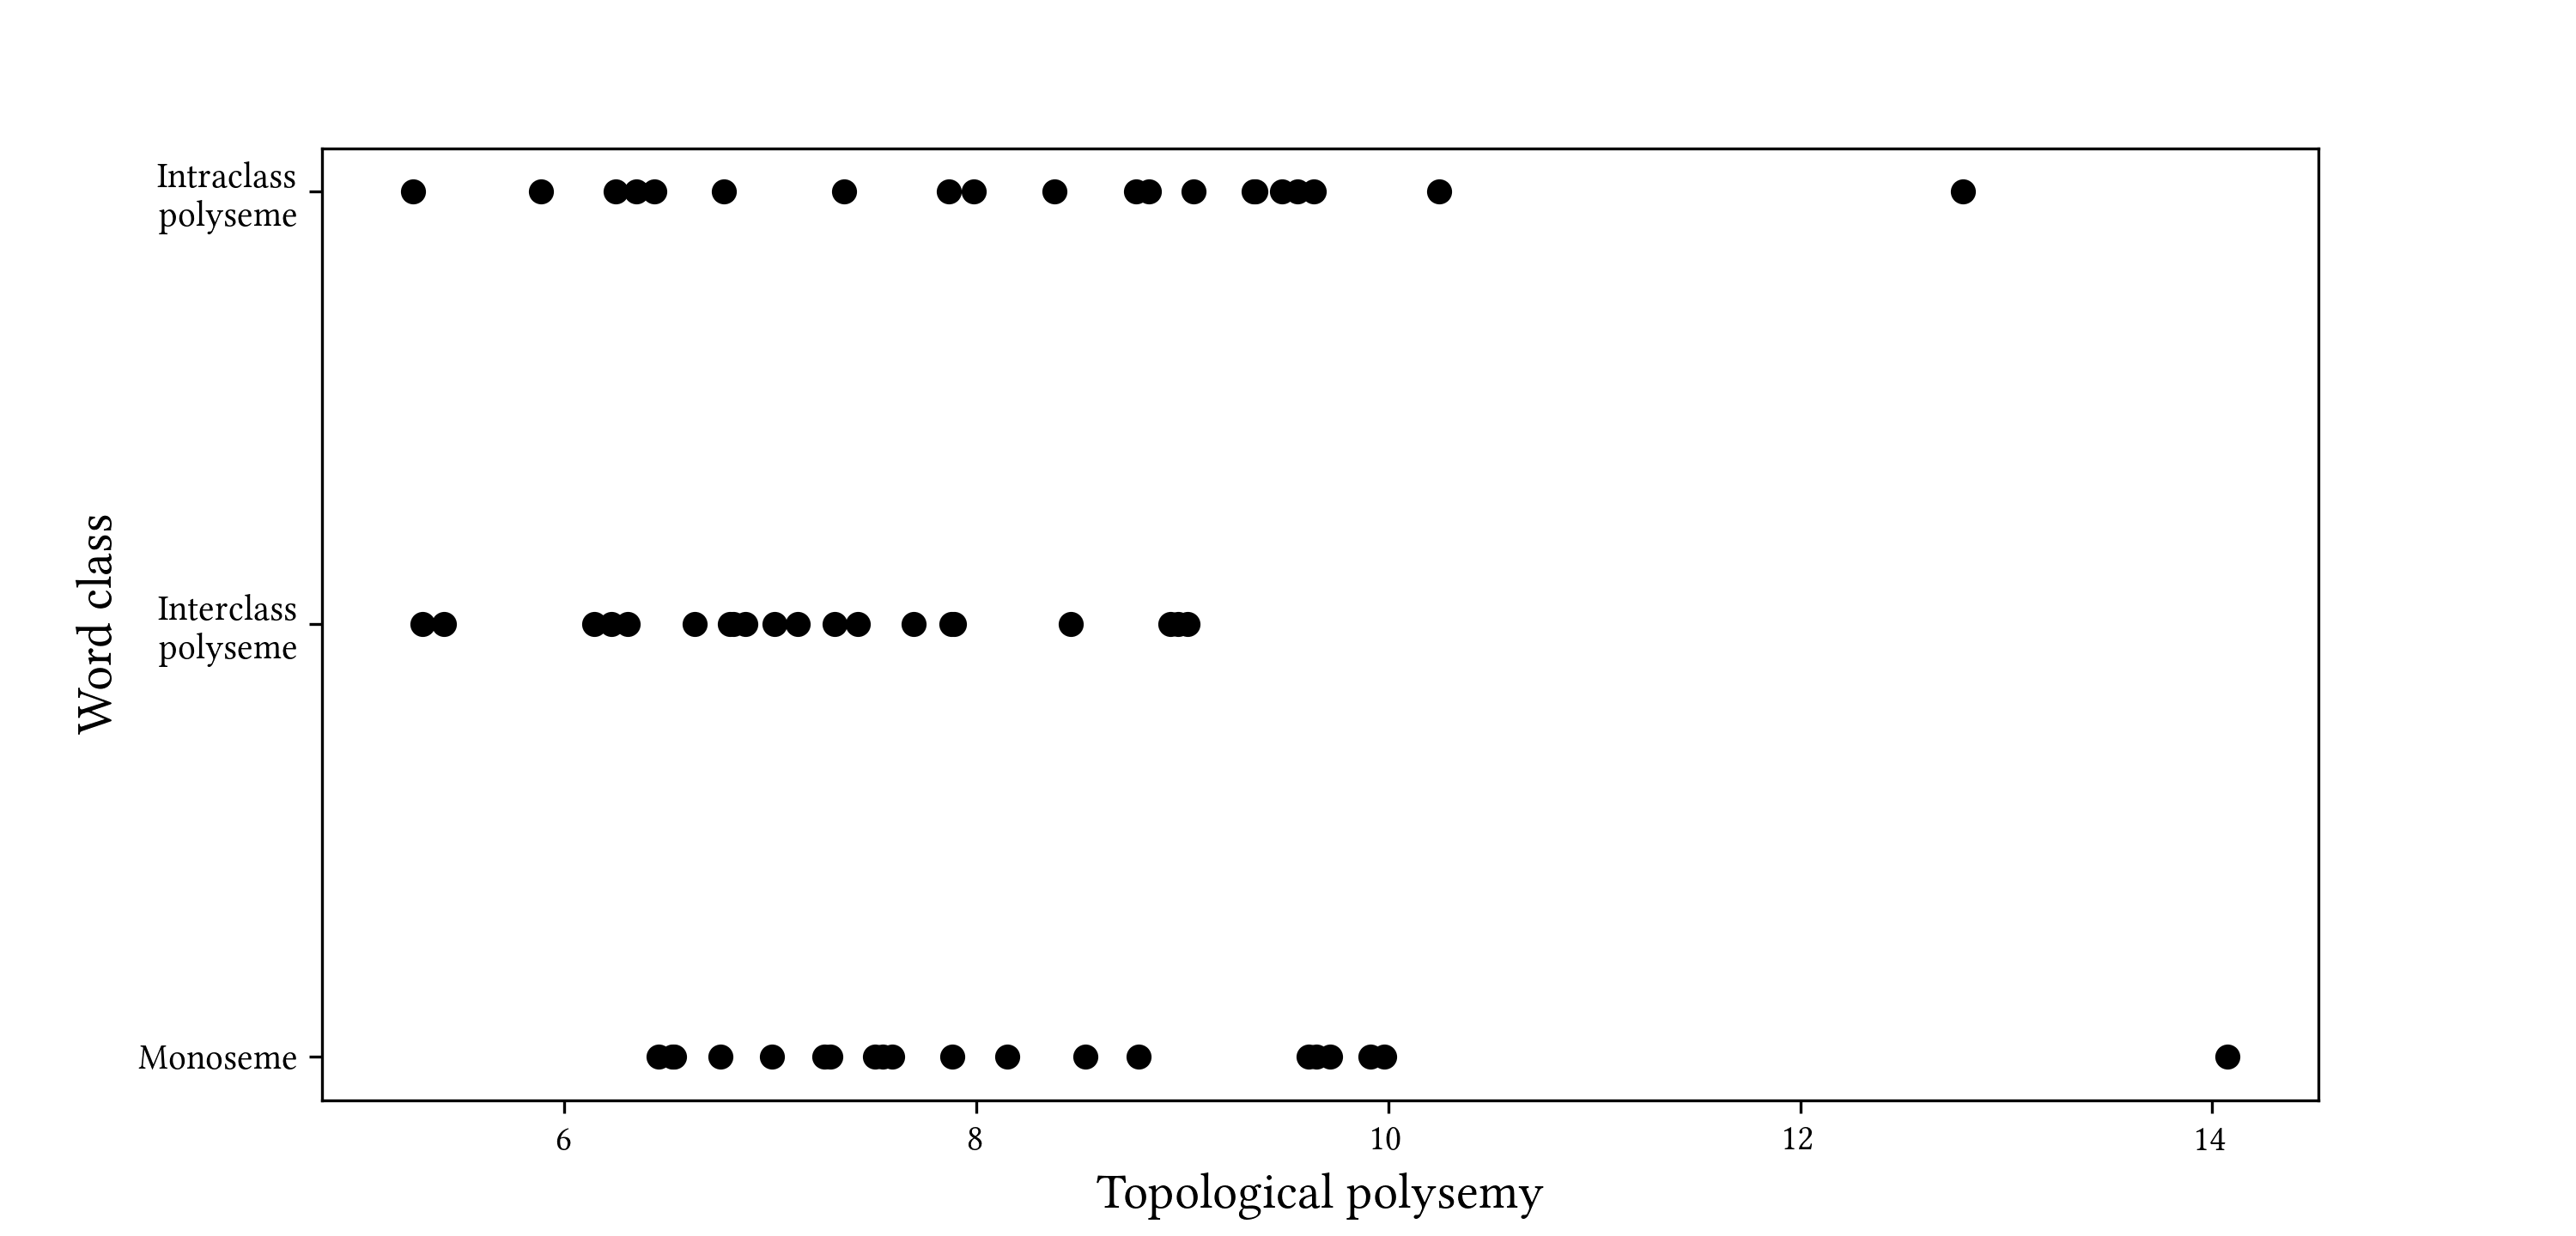 Intraclass
polyseme
Interclass
polyseme
Monoseme
Word class
6
8
10
12
14
Topological polysemy